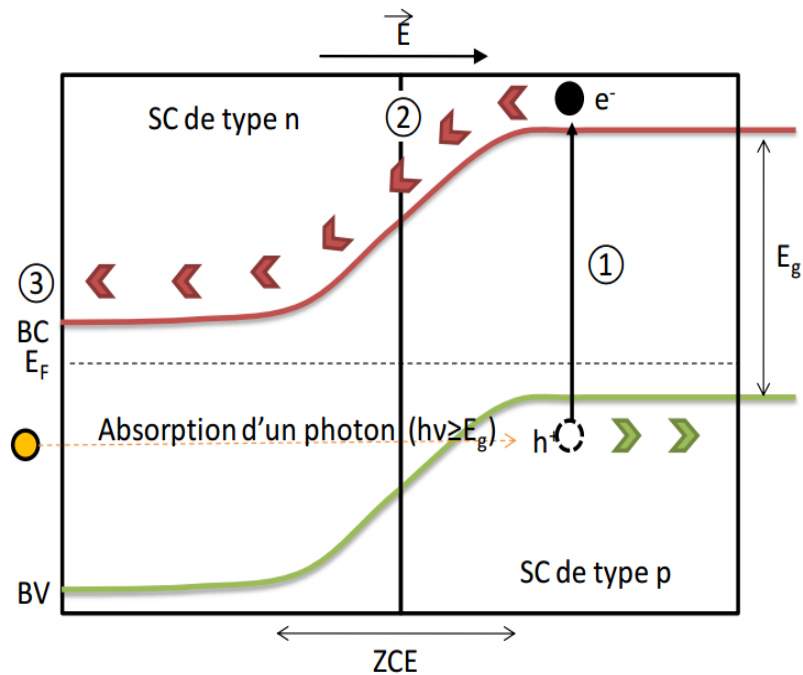 E
SC de type n
②
e⁻
①
E_g
③
BC
E_F
Absorption d'un photon (hν≥E_g)
h⁺
BV
SC de type p
ZCE